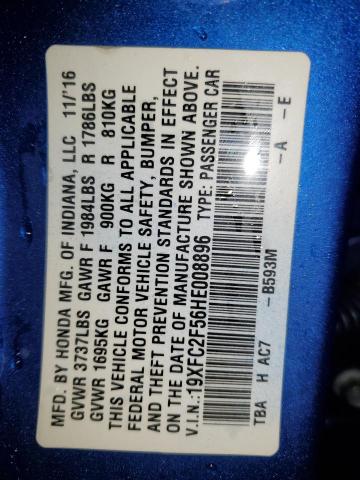 MFD. BY HONDA MFG. OF INDIANA, LLC 11/'16
GVWR 3737LBS GAWR F 1984LBS R 1786LBS
GVWR 1695KG GAWR F 900KG R 810KG
THIS VEHICLE CONFORMS TO ALL APPLICABLE
FEDERAL MOTOR VEHICLE SAFETY, BUMPER,
AND THEFT PREVENTION STANDARDS IN EFFECT
ON THE DATE OF MANUFACTURE SHOWN ABOVE.
V.I.N.: 19XFC2F56HE008896 TYPE: PASSENGER CAR
TBA H AC7 -B593M -A -E